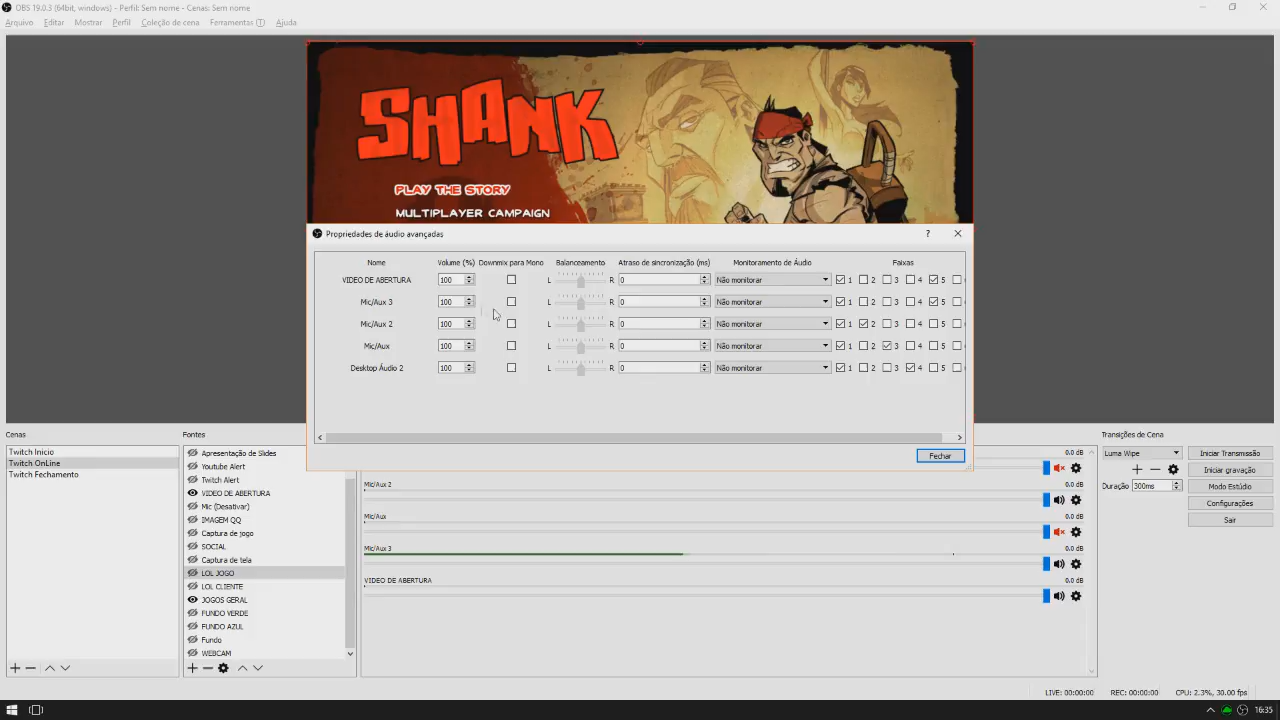 OBS 19.0.3 (64bit, windows) - Perfil: Sem nome - Cenas: Sem nome
Arquivo Editar Mostrar Perfil Coleção de cena Ferramentas (T) Ajuda
SHANK
PLAY THE STORY
MULTIPLAYER CAMPAIGN
Propriedades de áudio avançadas
?
Nome Volume (%) Downmix para Mono Balanceamento Atraso de sincronização (ms) Monitoramento de Áudio Faixas
VIDEO DE ABERTURA 100 L R 0 Não monitorar 1 2 3 4 5
Mic/Aux 3 100 L R 0 Não monitorar 1 2 3 4 5
Mic/Aux 2 100 L R 0 Não monitorar 1 2 3 4 5
Mic/Aux 100 L R 0 Não monitorar 1 2 3 4 5
Desktop Áudio 2 100 L R 0 Não monitorar 1 2 3 4 5
Fechar
Cenas
Twitch Inicio
Twitch OnLine
Twitch Fechamento
Fontes
Apresentação de Slides
Youtube Alert
Twitch Alert
VIDEO DE ABERTURA
Mic (Desativar)
IMAGEM QQ
Captura de jogo
SOCIAL
Captura de tela
LOL JOGO
LOL CLIENTE
JOGOS GERAL
FUNDO VERDE
FUNDO AZUL
Fundo
WEBCAM
0.0 dB
Mic/Aux 2 0.0 dB
Mic/Aux 0.0 dB
Mic/Aux 3 0.0 dB
VIDEO DE ABERTURA 0.0 dB
Transições de Cena
Luma Wipe
Duração 300ms
Iniciar Transmissão
Iniciar gravação
Modo Estúdio
Configurações
Sair
LIVE: 00:00:00 REC: 00:00:00 CPU: 2.3%, 30.00 fps
16:35